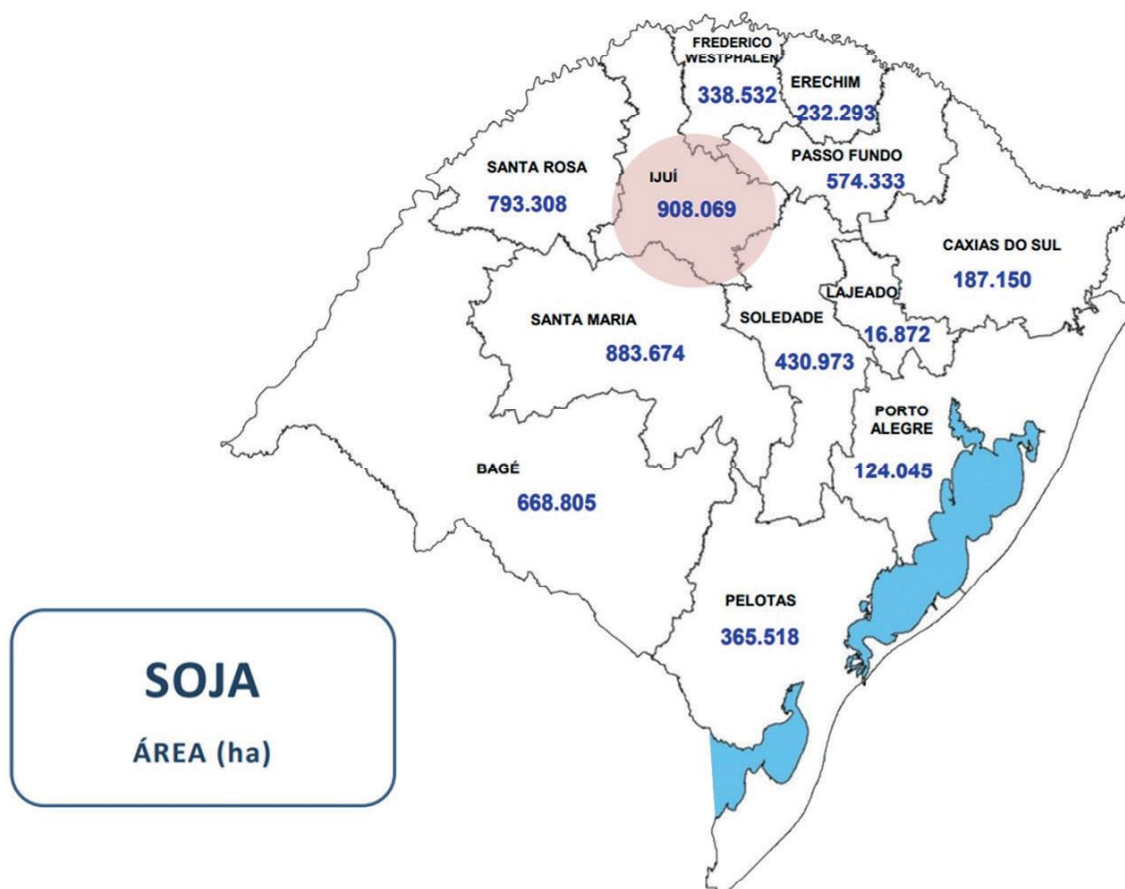 FREDERICO
WESTPHALEN
338.532
ERECHIM
232.293
PASSO FUNDO
574.333
SANTA ROSA
793.308
IJUÍ
908.069
CAXIAS DO SUL
187.150
LAJEADO
16.872
SOLEDADE
430.973
SANTA MARIA
883.674
PORTO
ALEGRE
124.045
BAGÉ
668.805
PELOTAS
365.518
SOJA
ÁREA (ha)